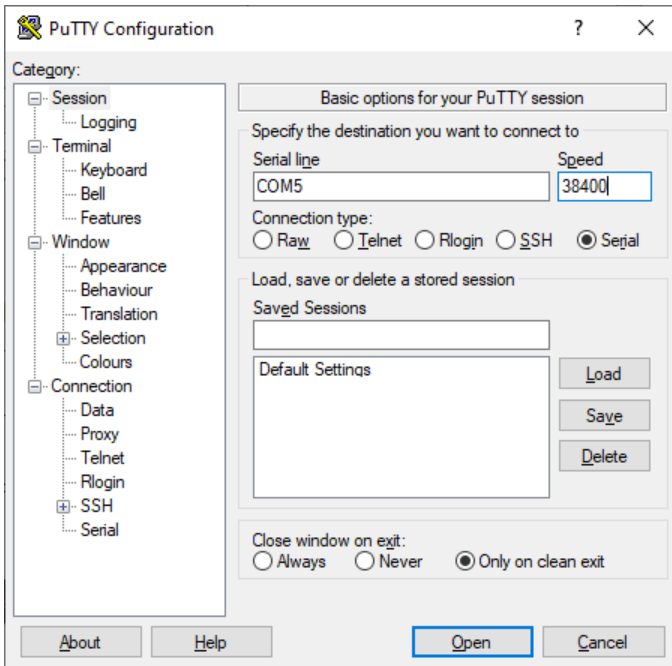 PuTTY Configuration ? X
Category:
Session
Logging
Terminal
Keyboard
Bell
Features
Window
Appearance
Behaviour
Translation
Selection
Colours
Connection
Data
Proxy
Telnet
Rlogin
SSH
Serial
Basic options for your PuTTY session
Specify the destination you want to connect to
Serial line Speed
COM5 38400
Connection type:
Raw Telnet Rlogin SSH Serial
Load, save or delete a stored session
Saved Sessions
Default Settings
Load
Save
Delete
Close window on exit:
Always Never Only on clean exit
About Help Open Cancel